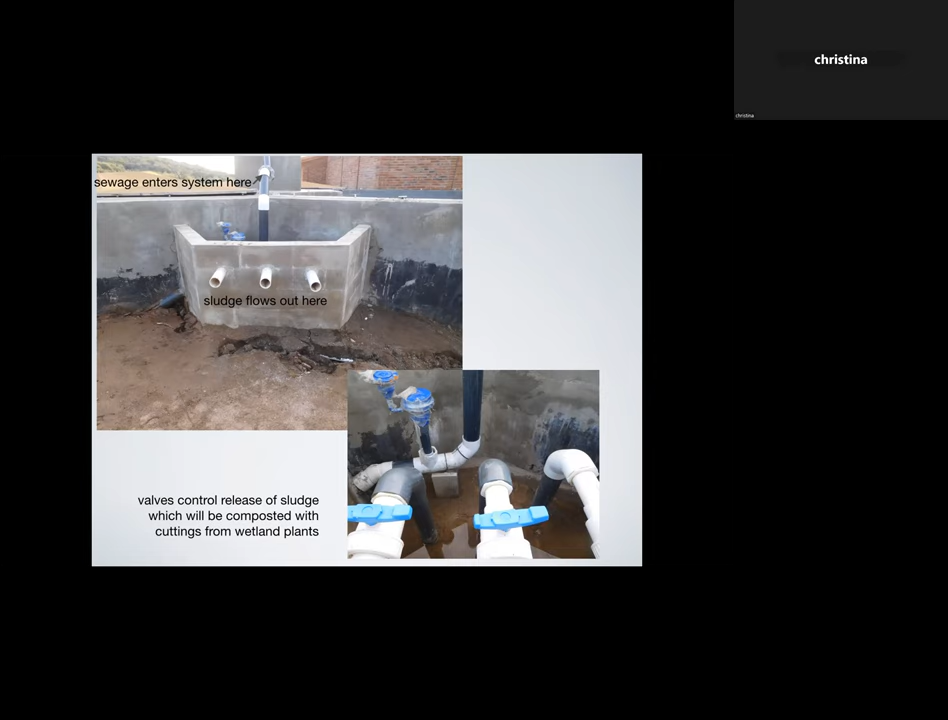 christina
christina
sewage enters system here
sludge flows out here
valves control release of sludge
which will be composted with
cuttings from wetland plants